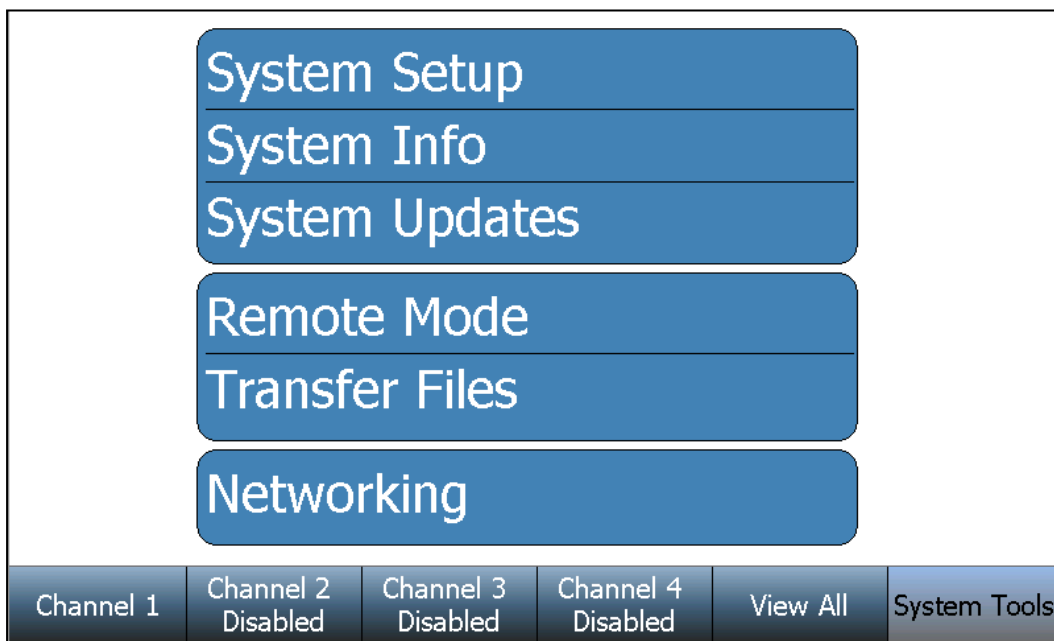 System Setup
System Info
System Updates
Remote Mode
Transfer Files
Networking
Channel 1
Channel 2
Disabled
Channel 3
Disabled
Channel 4
Disabled
View All
System Tools